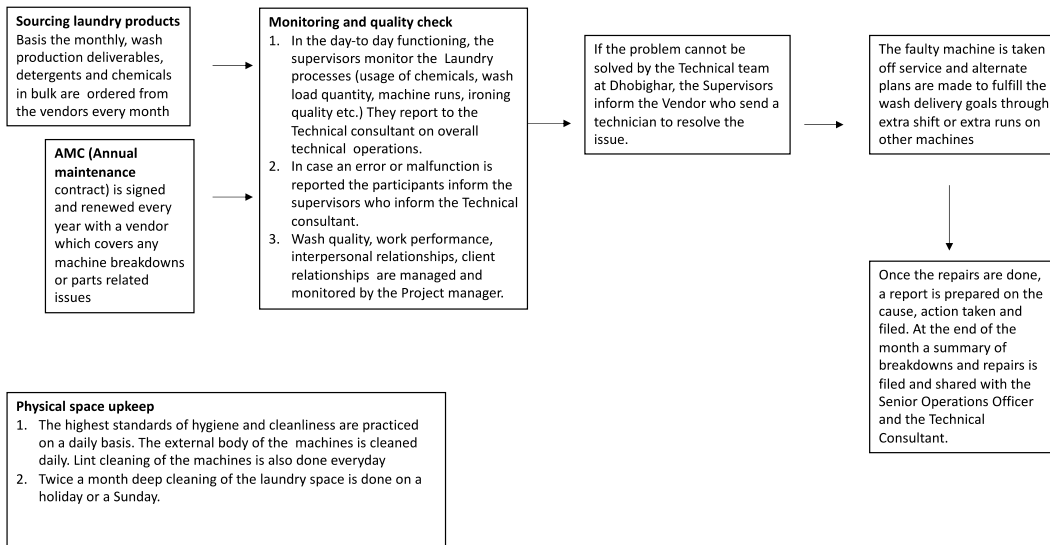 Sourcing laundry products
Basis the monthly, wash
production deliverables,
detergents and chemicals
in bulk are ordered from
the vendors every month
AMC (Annual
maintenance
contract) is signed
and renewed every
year with a vendor
which covers any
machine breakdowns
or parts related
issues
Monitoring and quality check
1. In the day-to day functioning, the
supervisors monitor the Laundry
processes (usage of chemicals, wash
load quantity, machine runs, ironing
quality etc.) They report to the
Technical consultant on overall
technical operations.
2. In case an error or malfunction is
reported the participants inform the
supervisors who inform the Technical
consultant.
3. Wash quality, work performance,
interpersonal relationships, client
relationships are managed and
monitored by the Project manager.
If the problem cannot be
solved by the Technical team
at Dhobighar, the Supervisors
inform the Vendor who send a
technician to resolve the
issue.
The faulty machine is taken
off service and alternate
plans are made to fulfill the
wash delivery goals through
extra shift or extra runs on
other machines
Once the repairs are done,
a report is prepared on the
cause, action taken and
filed. At the end of the
month a summary of
breakdowns and repairs is
filed and shared with the
Senior Operations Officer
and the Technical
Consultant.
Physical space upkeep
1. The highest standards of hygiene and cleanliness are practiced
on a daily basis. The external body of the machines is cleaned
daily. Lint cleaning of the machines is also done everyday
2. Twice a month deep cleaning of the laundry space is done on a
holiday or a Sunday.